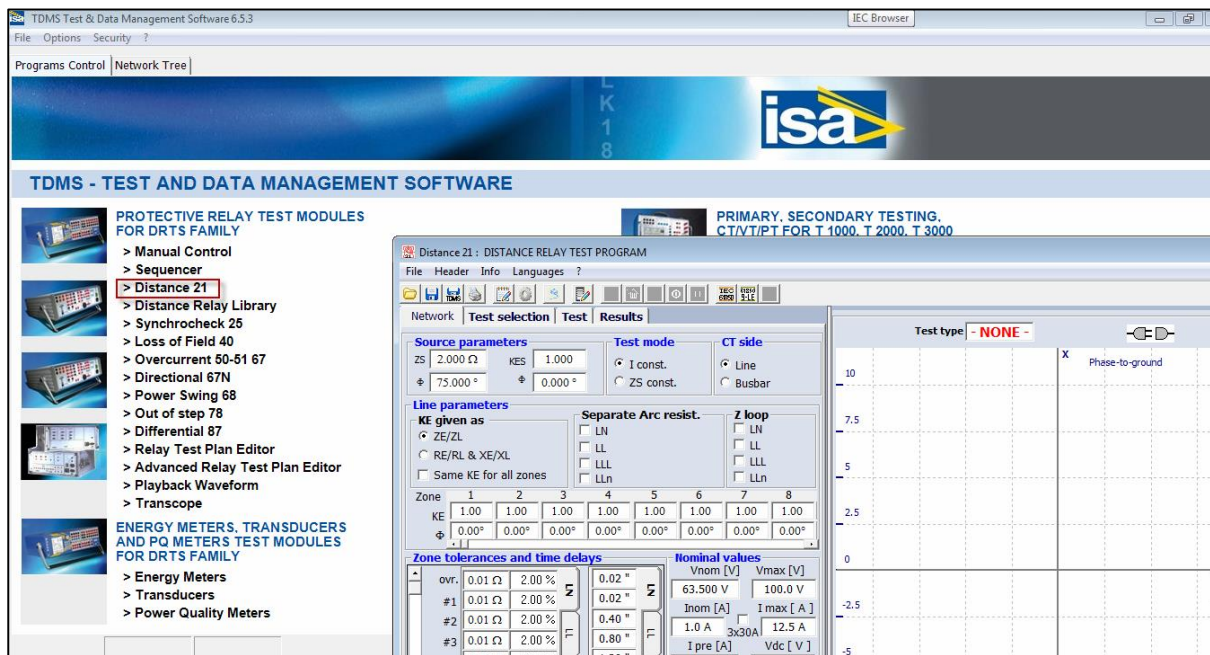 TDMS Test & Data Management Software 6.5.3
IEC Browser
File Options Security ?
Programs Control Network Tree
L
K
1
8
isa
TDMS - TEST AND DATA MANAGEMENT SOFTWARE
PROTECTIVE RELAY TEST MODULES
FOR DRTS FAMILY
> Manual Control
> Sequencer
> Distance 21
> Distance Relay Library
> Synchrocheck 25
> Loss of Field 40
> Overcurrent 50-51 67
> Directional 67N
> Power Swing 68
> Out of step 78
> Differential 87
> Relay Test Plan Editor
> Advanced Relay Test Plan Editor
> Playback Waveform
> Transcope
ENERGY METERS, TRANSDUCERS
AND PQ METERS TEST MODULES
FOR DRTS FAMILY
> Energy Meters
> Transducers
> Power Quality Meters
PRIMARY, SECONDARY TESTING,
CT/VT/PT FOR T 1000, T 2000, T 3000
Distance 21 : DISTANCE RELAY TEST PROGRAM
File Header Info Languages ?
TDMS
Network Test selection Test Results
Source parameters Test mode CT side
ZS 2.000 Ω KES 1.000 I const. Line
Φ 75.000 ° Φ 0.000 ° ZS const. Busbar
Line parameters
KE given as Separate Arc resist. Z loop
ZE/ZL LN LN
RE/RL & XE/XL LL LL
LLL LLL
Same KE for all zones LLn LLn
Zone 1 2 3 4 5 6 7 8
KE 1.00 1.00 1.00 1.00 1.00 1.00 1.00 1.00
Φ 0.00° 0.00° 0.00° 0.00° 0.00° 0.00° 0.00° 0.00°
Zone tolerances and time delays Nominal values
Vnom [V] Vmax [V]
ovr. 0.01 Ω 2.00 % 0.02 " 63.500 V 100.0 V
#1 0.01 Ω 2.00 % 0.02 " Inom [A] I max [ A ]
#2 0.01 Ω 2.00 % 0.40 " 1.0 A 3x30A 12.5 A
#3 0.01 Ω 2.00 % 0.80 " I pre [A] Vdc [ V ]
Test type - NONE -
X Phase-to-ground
10
7.5
5
2.5
0
-2.5
-5